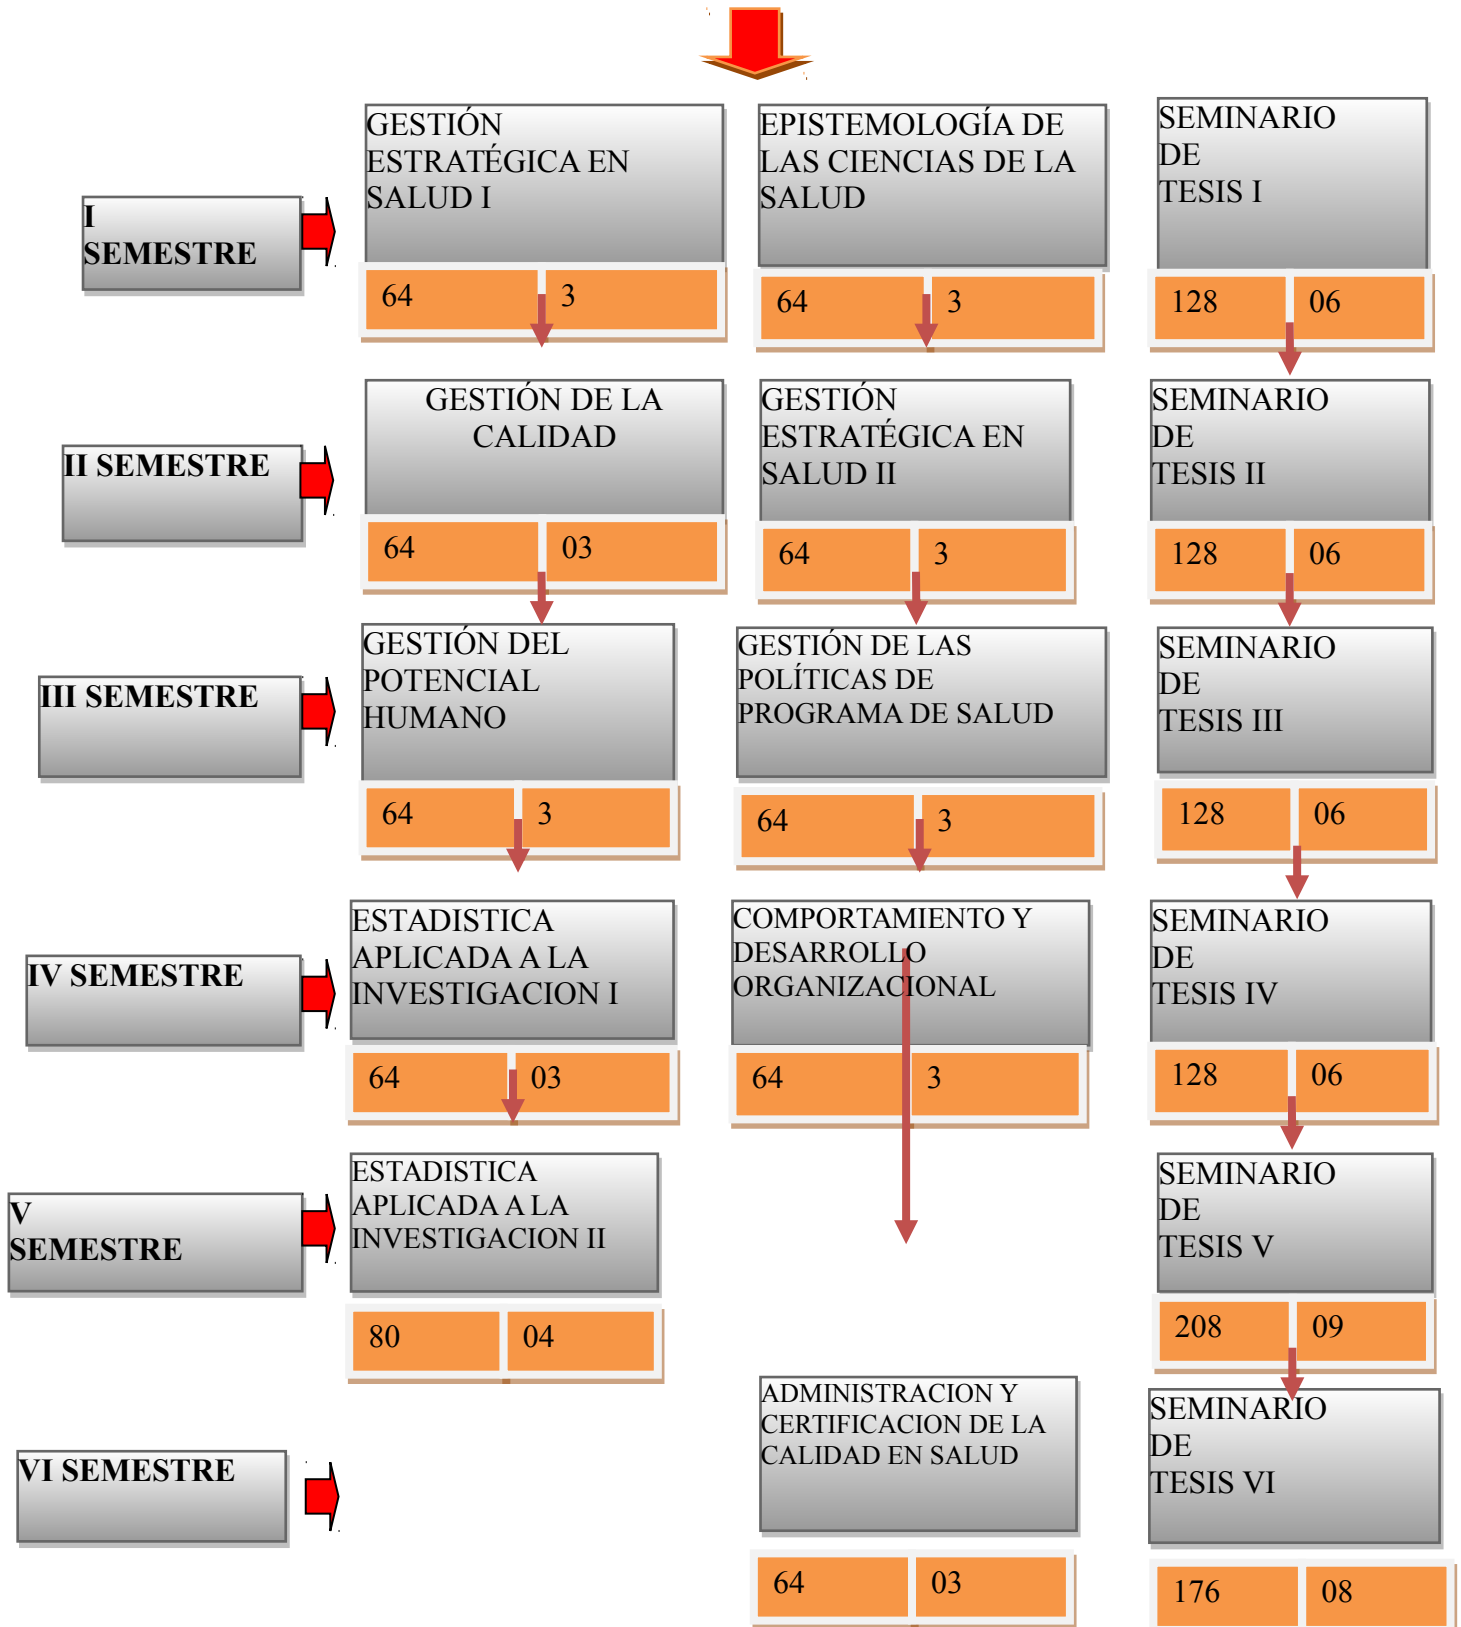 I
SEMESTRE
GESTIÓN
ESTRATÉGICA EN
SALUD I
64
3
EPISTEMOLOGÍA DE
LAS CIENCIAS DE LA
SALUD
64
3
SEMINARIO
DE
TESIS I
128
06
II SEMESTRE
GESTIÓN DE LA
CALIDAD
64
03
GESTIÓN
ESTRATÉGICA EN
SALUD II
64
3
SEMINARIO
DE
TESIS II
128
06
III SEMESTRE
GESTIÓN DEL
POTENCIAL
HUMANO
64
3
GESTIÓN DE LAS
POLÍTICAS DE
PROGRAMA DE SALUD
64
3
SEMINARIO
DE
TESIS III
128
06
IV SEMESTRE
ESTADISTICA
APLICADA A LA
INVESTIGACION I
64
03
COMPORTAMIENTO Y
DESARROLLO
ORGANIZACIONAL
64
3
SEMINARIO
DE
TESIS IV
128
06
V
SEMESTRE
ESTADISTICA
APLICADA A LA
INVESTIGACION II
80
04
SEMINARIO
DE
TESIS V
208
09
VI SEMESTRE
ADMINISTRACION Y
CERTIFICACION DE LA
CALIDAD EN SALUD
64
03
SEMINARIO
DE
TESIS VI
176
08